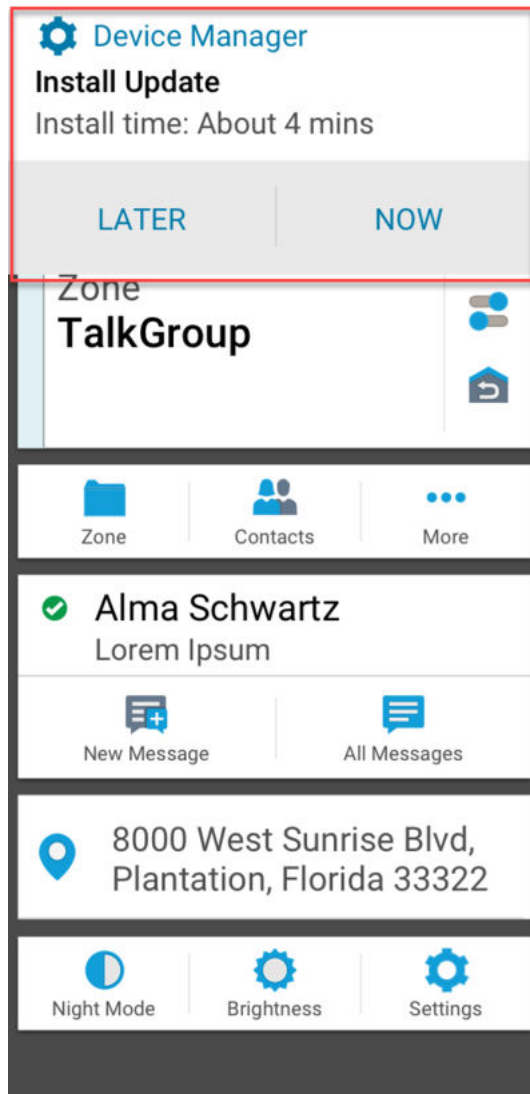 Device Manager
Install Update
Install time: About 4 mins
LATER NOW
Zone
TalkGroup
Zone Contacts More
Alma Schwartz
Lorem Ipsum
New Message All Messages
8000 West Sunrise Blvd,
Plantation, Florida 33322
Night Mode Brightness Settings